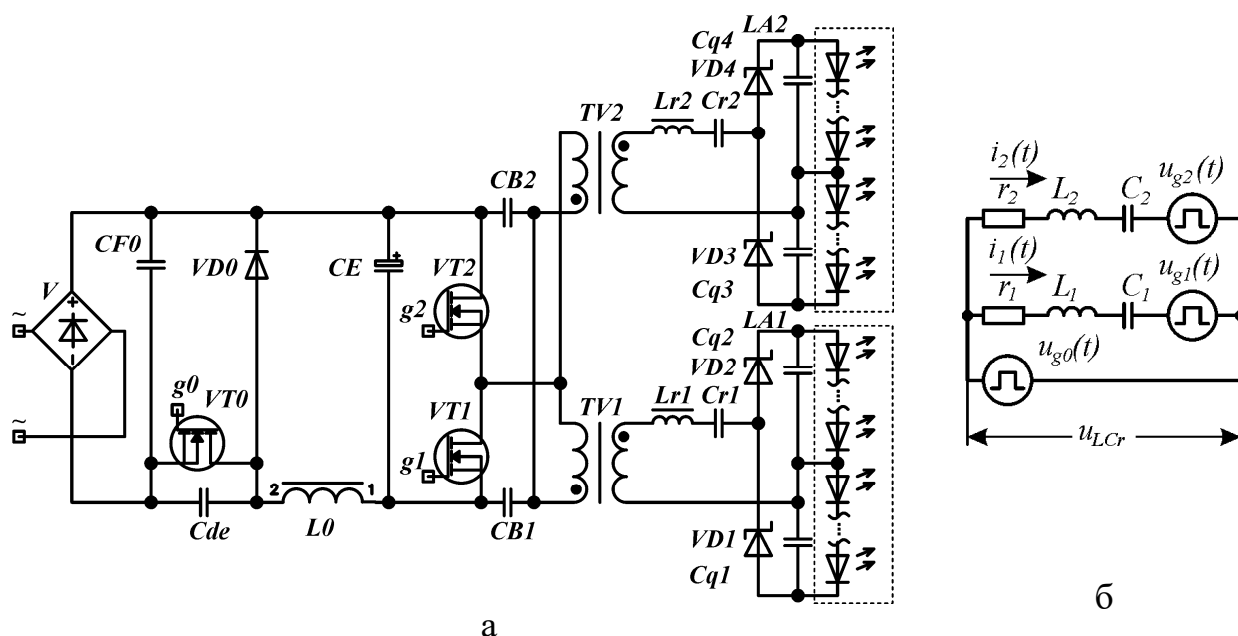 LA2
Cq4
VD4
Lr2
Cr2
TV2
CB2
CF0
VD0
CE
VT2
VD3
Cq3
V
+
~
g2
LA1
Cq2
VD2
g0
VT0
VT1
TV1
Lr1
Cr1
~
g1
2
1
Cde
L0
CB1
VD1
Cq1
а
i2(t)
r2
L2
C2
ug2(t)
i1(t)
r1
L1
C1
ug1(t)
ug0(t)
uLCr
б